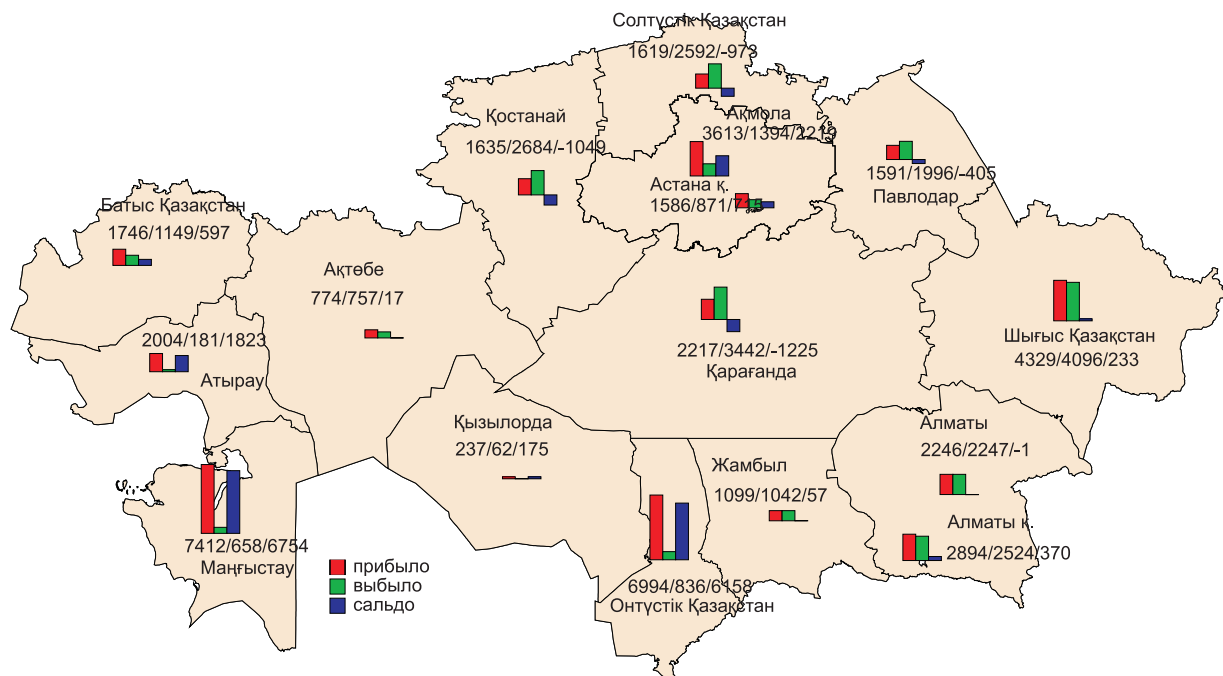 Солтүстік Қазақстан
1619/2592/-973
Қостанай
1635/2684/-1049
Ақмола
3613/1394/2219
Астана қ.
1586/871/715
1591/1996/-405
Павлодар
Батыс Қазақстан
1746/1149/597
Ақтөбе
774/757/17
2004/181/1823
Атырау
2217/3442/-1225
Қарағанда
Шығыс Қазақстан
4329/4096/233
Қызылорда
237/62/175
Жамбыл
1099/1042/57
Алматы
2246/2247/-1
Алматы қ.
2894/2524/370
7412/658/6754
Маңғыстау
6994/836/6158
Онтүстік Қазақстан
прибыло
выбыло
сальдо